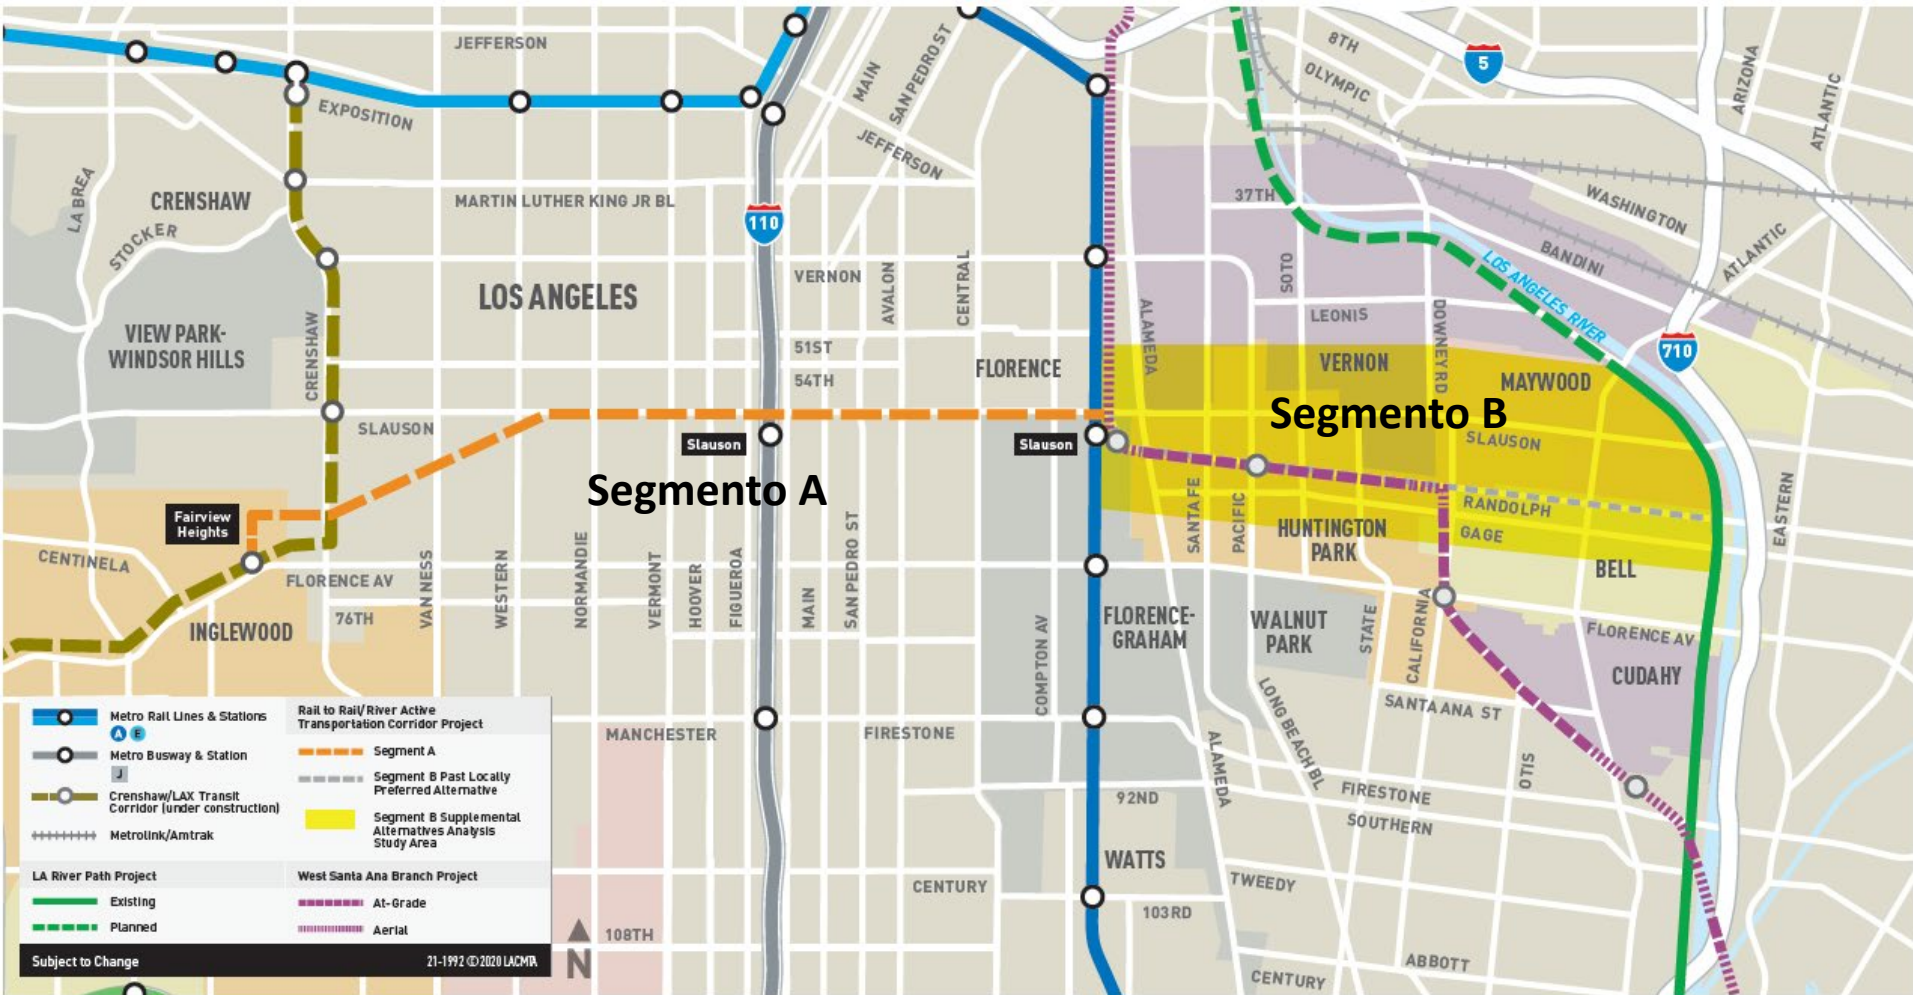 JEFFERSON
MAIN
SAN PEDRO ST
8TH
OLYMPIC
5
ARIZONA
ATLANTIC
EXPOSITION
JEFFERSON
LA BREA
CRENSHAW
MARTIN LUTHER KING JR BL
37TH
WASHINGTON
STOCKER
110
BANDINI
ATLANTIC
LOS ANGELES
VERNON
AVALON
CENTRAL
SOTO
LOS ANGELES RIVER
VIEW PARK-
WINDSOR HILLS
CRENSHAW
51ST
54TH
FLORENCE
ALAMEDA
LEONIS
VERNON
DOWNEY RD
MAYWOOD
710
SLAUSON
Slauson
Slauson
Segmento B
SLAUSON
Segmento A
Fairview
Heights
SANTA FE
PACIFIC
RANDOLPH
GAGE
HUNTINGTON
PARK
EASTERN
CENTINELA
FLORENCE AV
VAN NESS
WESTERN
NORMANDIE
VERMONT
HOOVER
FIGUEROA
MAIN
SAN PEDRO ST
BELL
INGLEWOOD
76TH
COMPTON AV
FLORENCE-
GRAHAM
WALNUT
PARK
STATE
CALIFORNIA
FLORENCE AV
CUDAHY
LONG BEACH BL
SANTA ANA ST
MANCHESTER
FIRESTONE
ALAMEDA
92ND
FIRESTONE
OTIS
SOUTHERN
WATTS
CENTURY
TWEEDY
103RD
108TH
N
CENTURY
ABBOTT
Metro Rail Lines & Stations
A E
Metro Busway & Station
J
Crenshaw/LAX Transit
Corridor (under construction)
Metrolink/Amtrak
Rail to Rail/River Active
Transportation Corridor Project
Segment A
Segment B Past Locally
Preferred Alternative
Segment B Supplemental
Alternatives Analysis
Study Area
LA River Path Project
Existing
Planned
West Santa Ana Branch Project
At-Grade
Aerial
Subject to Change
21-1992 ©2020 LACMTA